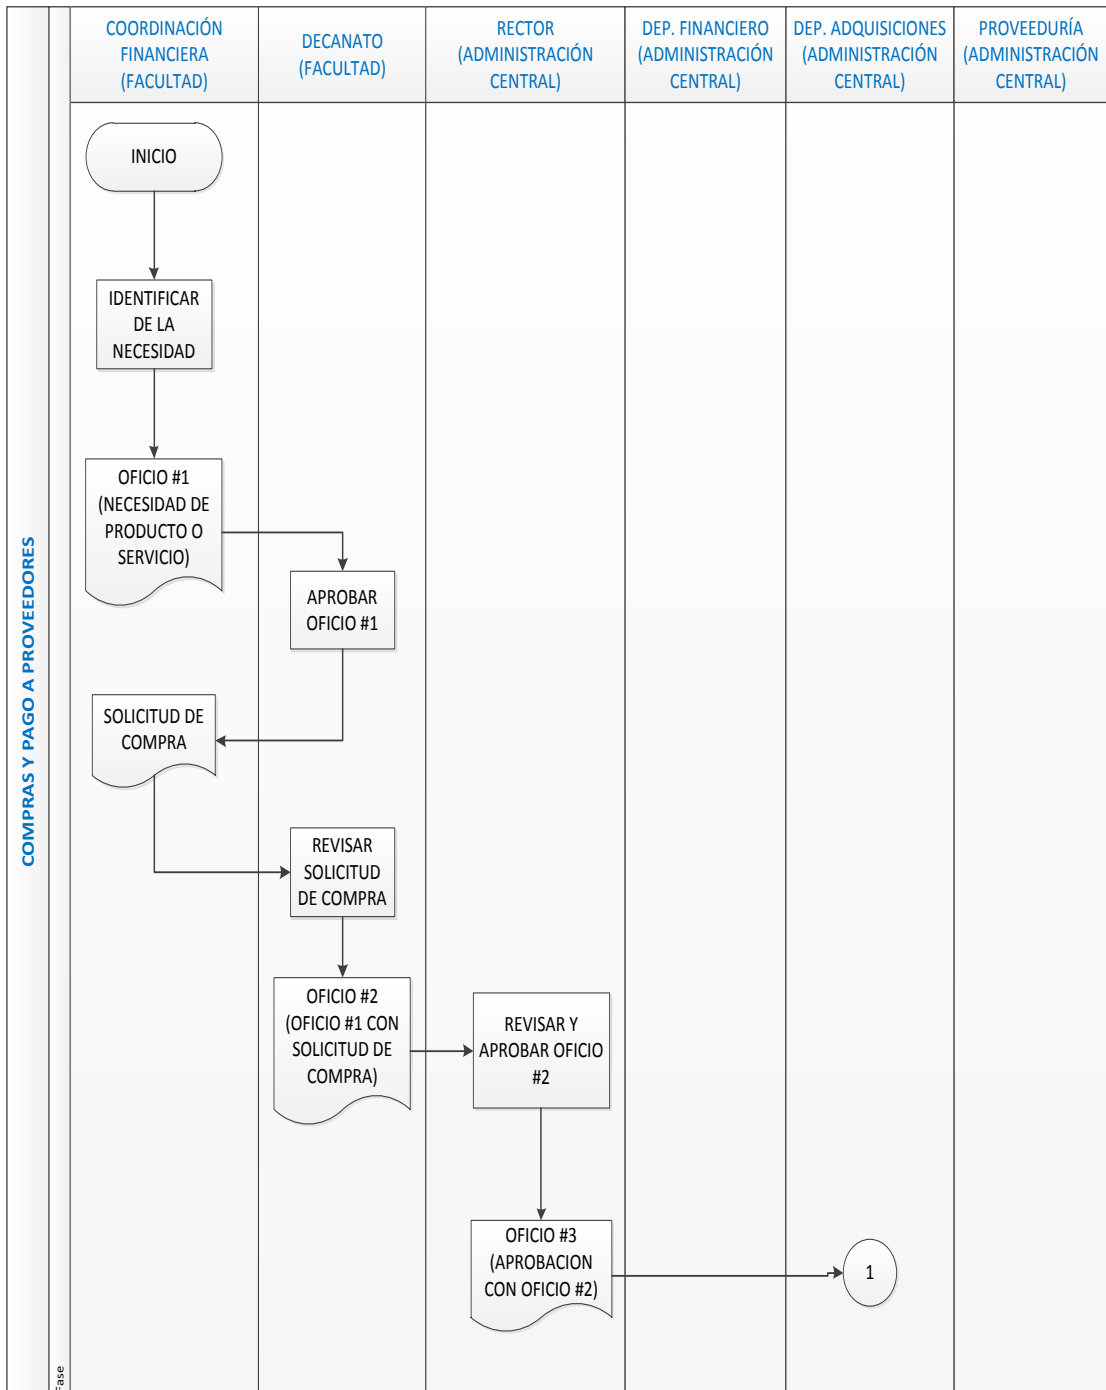 COORDINACIÓN
FINANCIERA
(FACULTAD)
DECANATO
(FACULTAD)
RECTOR
(ADMINISTRACIÓN
CENTRAL)
DEP. FINANCIERO
(ADMINISTRACIÓN
CENTRAL)
DEP. ADQUISICIONES
(ADMINISTRACIÓN
CENTRAL)
PROVEEDURÍA
(ADMINISTRACIÓN
CENTRAL)
COMPRAS Y PAGO A PROVEEDORES
Fase
INICIO
IDENTIFICAR
DE LA
NECESIDAD
OFICIO #1
(NECESIDAD DE
PRODUCTO O
SERVICIO)
APROBAR
OFICIO #1
SOLICITUD DE
COMPRA
REVISAR
SOLICITUD
DE COMPRA
OFICIO #2
(OFICIO #1 CON
SOLICITUD DE
COMPRA)
REVISAR Y
APROBAR OFICIO
#2
OFICIO #3
(APROBACION
CON OFICIO #2)
1